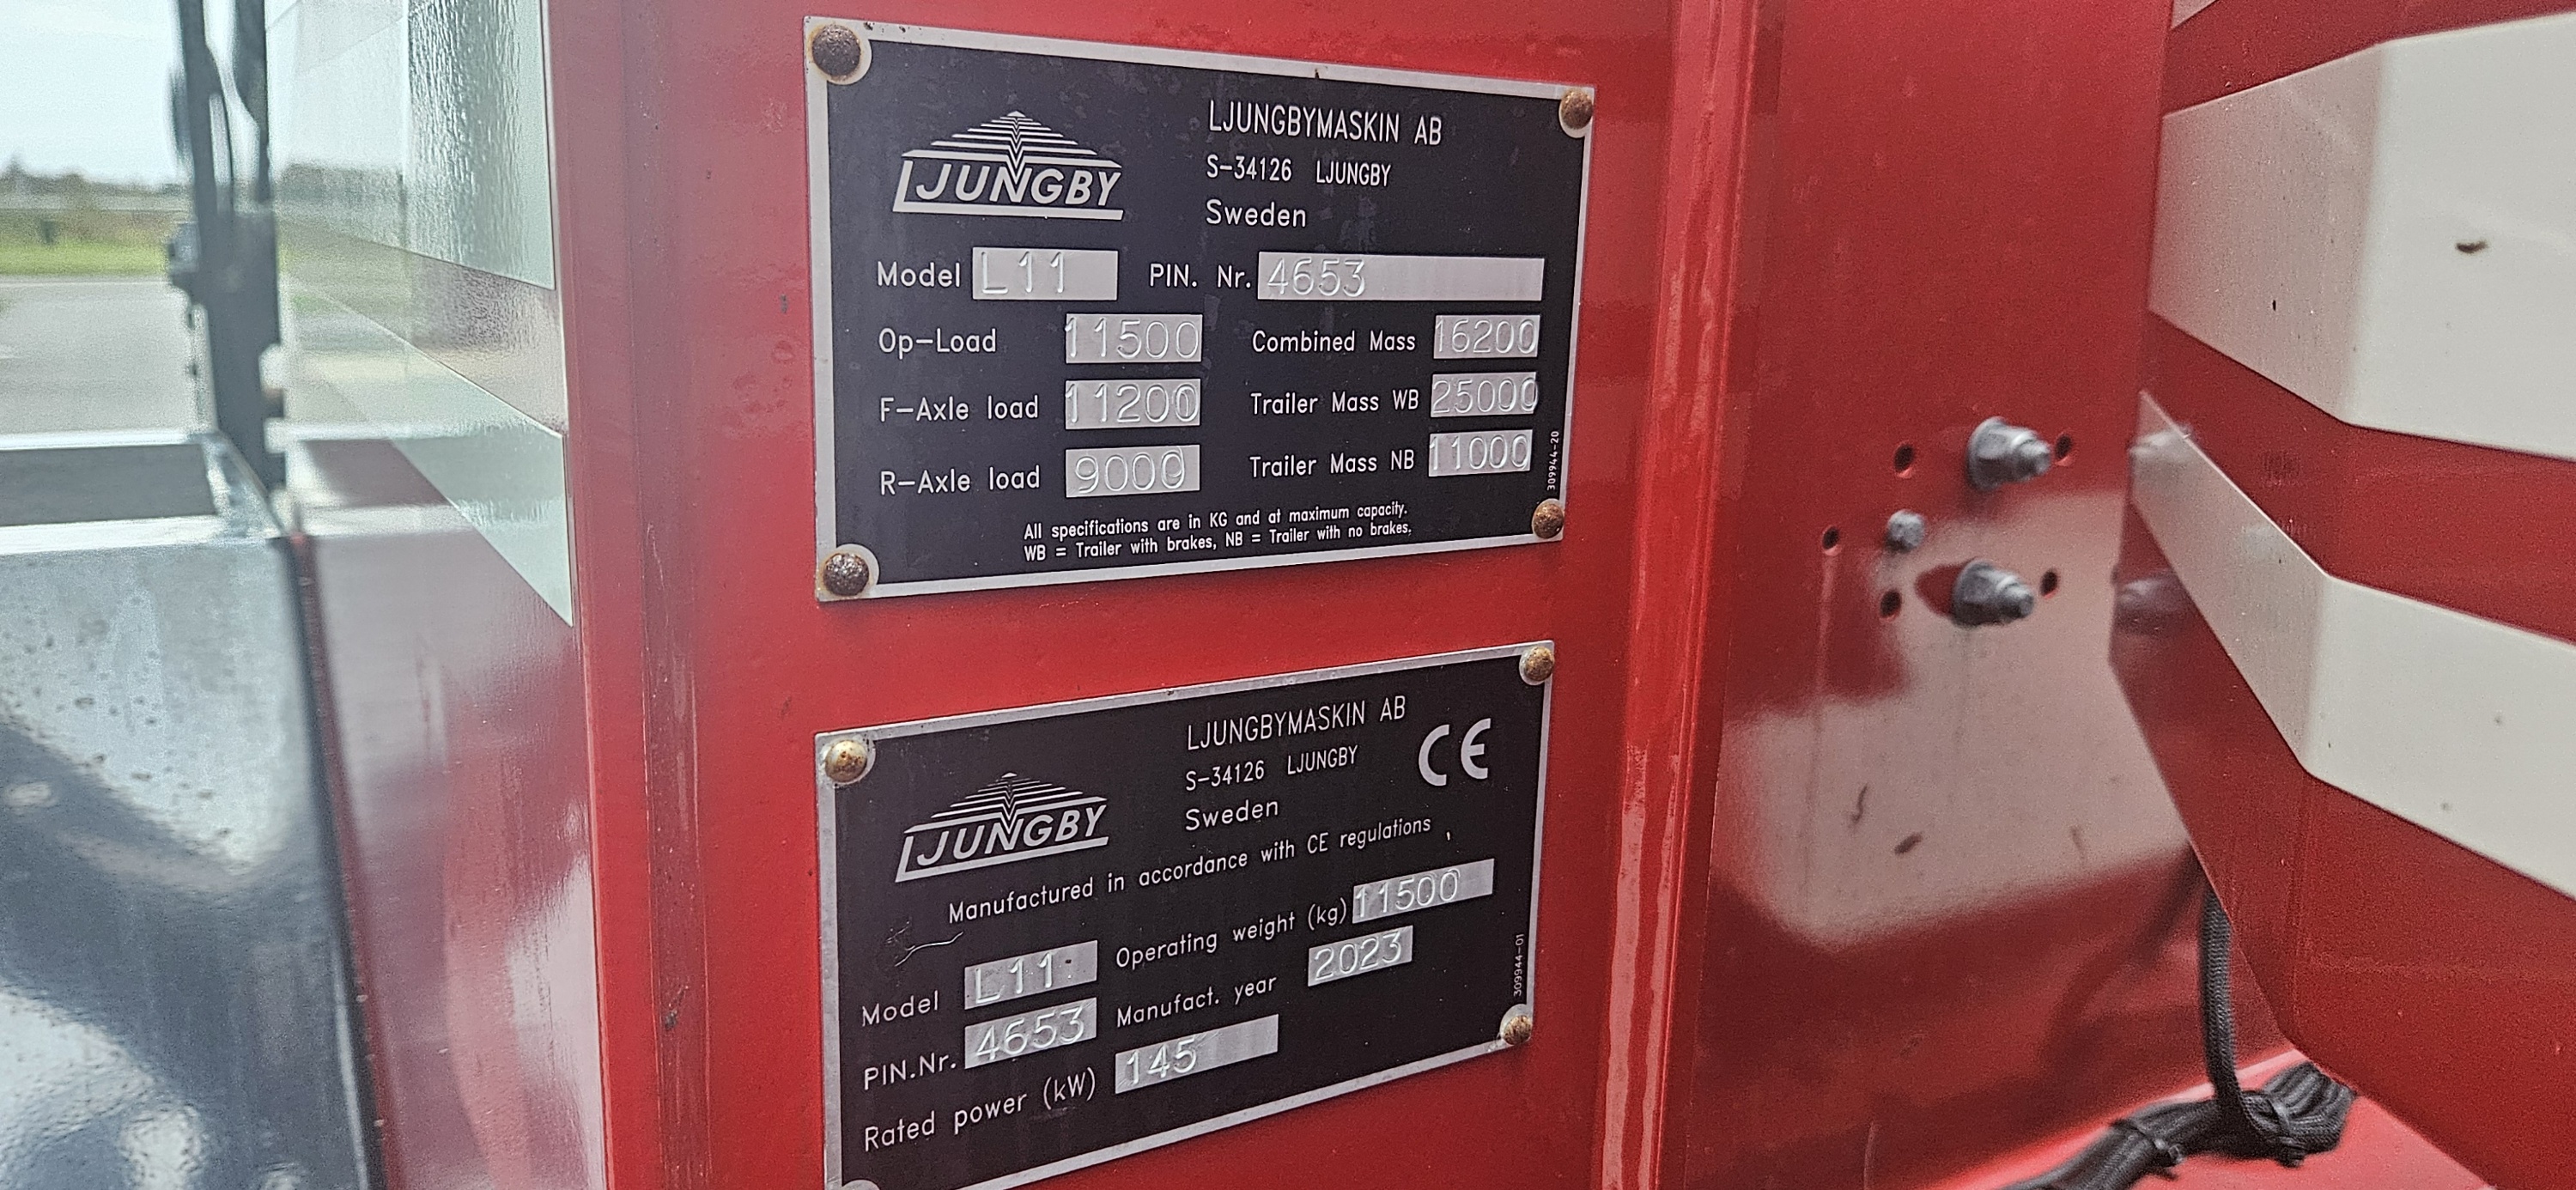 LJUNGBY
LJUNGBYMASKIN AB
S-34126 LJUNGBY
Sweden
Model L11 PIN. Nr. 4653
Op-Load 11500 Combined Mass 16200
F-Axle load 11200 Trailer Mass WB 25000
R-Axle load 9000 Trailer Mass NB 11000
309944-20
All specifications are in KG and at maximum capacity.
WB = Trailer with brakes, NB = Trailer with no brakes.
LJUNGBY
LJUNGBYMASKIN AB
S-34126 LJUNGBY
Sweden
CE
Manufactured in accordance with CE regulations ,
Model L11 Operating weight (kg) 11500
PIN.Nr. 4653 Manufact. year 2023
Rated power (kW) 145
309944-01